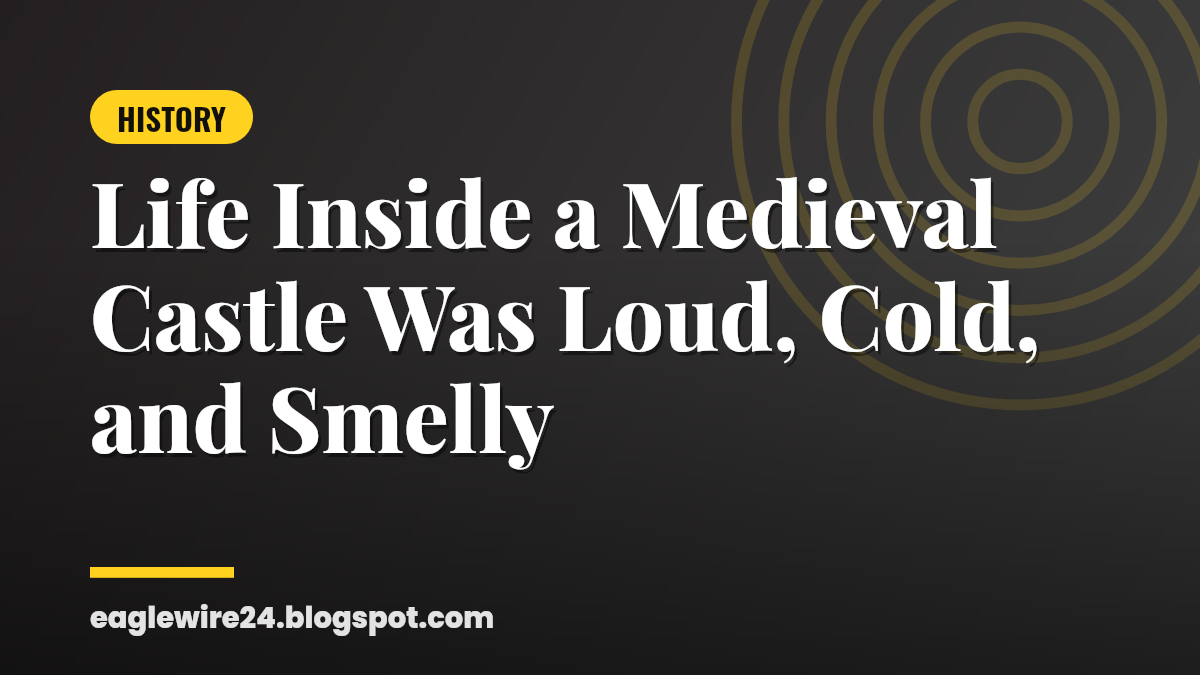 HISTORY
Life Inside a Medieval
Castle Was Loud, Cold,
and Smelly
eaglewire24.blogspot.com